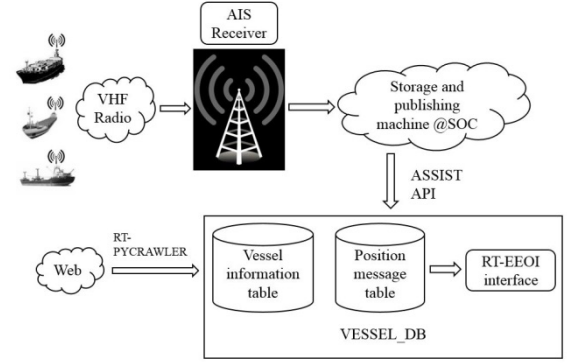 AIS
Receiver
VHF
Radio
Storage and
publishing
machine @SOC
ASSIST
API
RT-
PYCRAWLER
Web
Vessel
information
table
Position
message
table
RT-EEOI
interface
VESSEL_DB